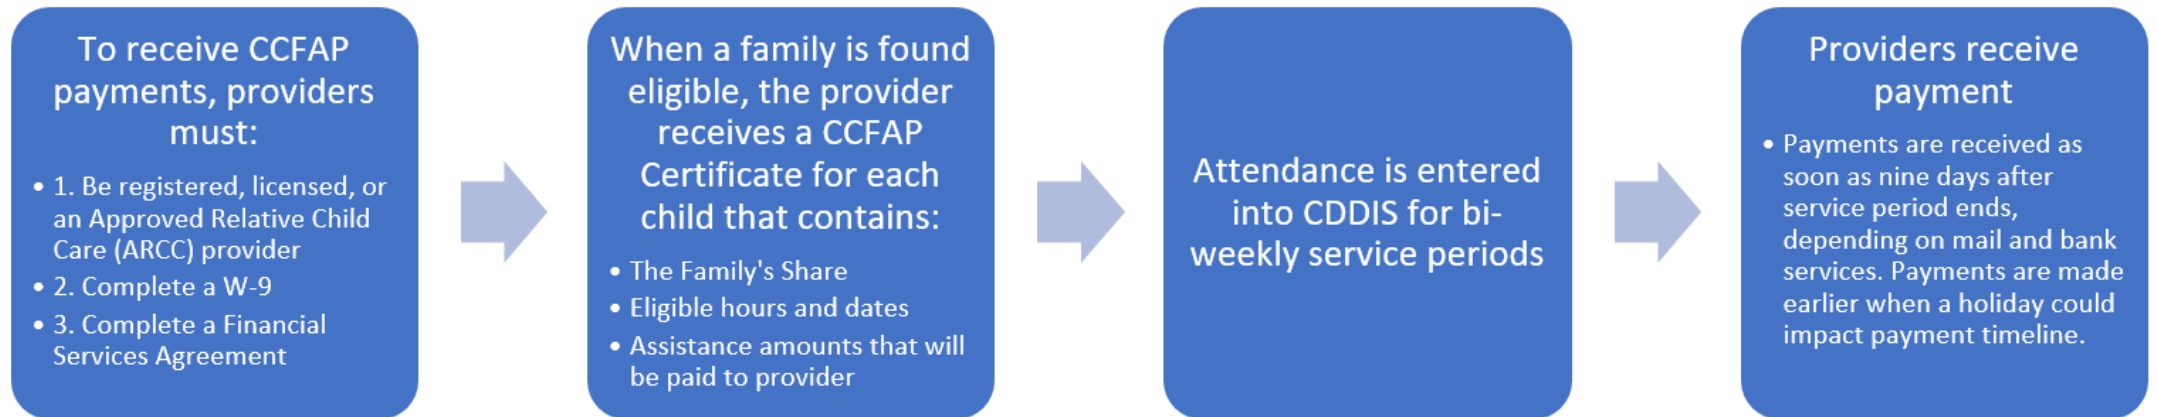 To receive CCFAP
payments, providers
must:
• 1. Be registered, licensed, or
an Approved Relative Child
Care (ARCC) provider
• 2. Complete a W-9
• 3. Complete a Financial
Services Agreement
When a family is found
eligible, the provider
receives a CCFAP
Certificate for each
child that contains:
• The Family's Share
• Eligible hours and dates
• Assistance amounts that will
be paid to provider
Attendance is entered
into CDDIS for bi-
weekly service periods
Providers receive
payment
• Payments are received as
soon as nine days after
service period ends,
depending on mail and bank
services. Payments are made
earlier when a holiday could
impact payment timeline.